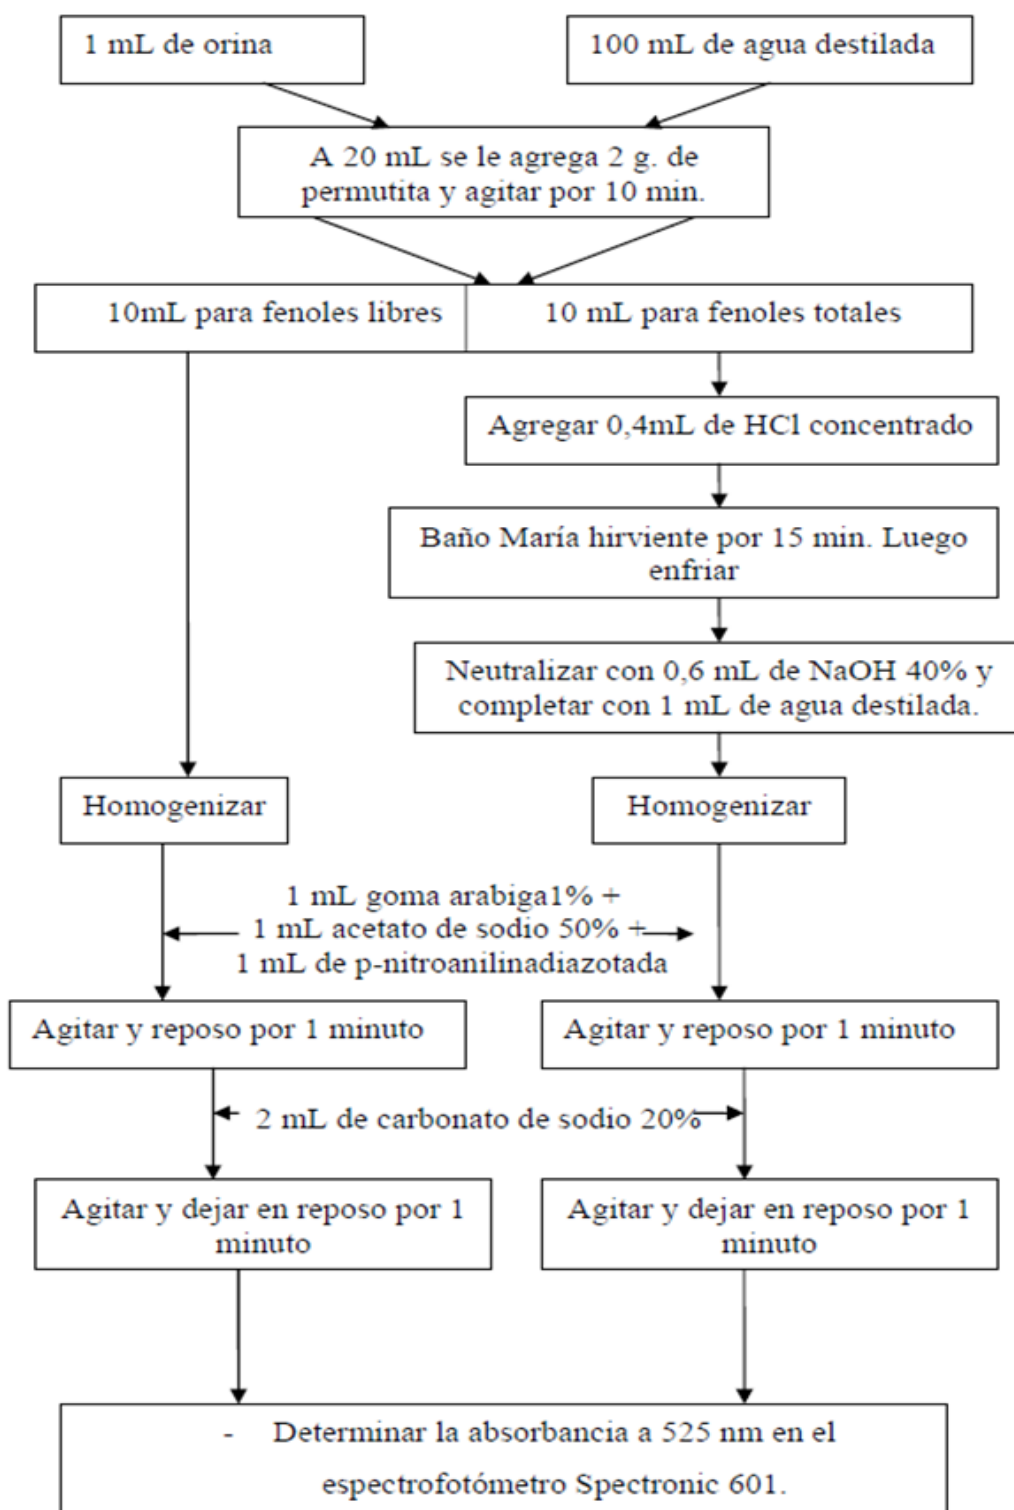 1 mL de orina
100 mL de agua destilada
A 20 mL se le agrega 2 g. de
permutita y agitar por 10 min.
10mL para fenoles libres
10 mL para fenoles totales
Agregar 0,4mL de HCl concentrado
Baño María hirviente por 15 min. Luego
enfriar
Neutralizar con 0,6 mL de NaOH 40% y
completar con 1 mL de agua destilada.
Homogenizar
Homogenizar
1 mL goma arabiga1% +
1 mL acetato de sodio 50% +
1 mL de p-nitroanilinadiazotada
Agitar y reposo por 1 minuto
Agitar y reposo por 1 minuto
2 mL de carbonato de sodio 20%
Agitar y dejar en reposo por 1
minuto
Agitar y dejar en reposo por 1
minuto
- Determinar la absorbancia a 525 nm en el
espectrofotómetro Spectronic 601.